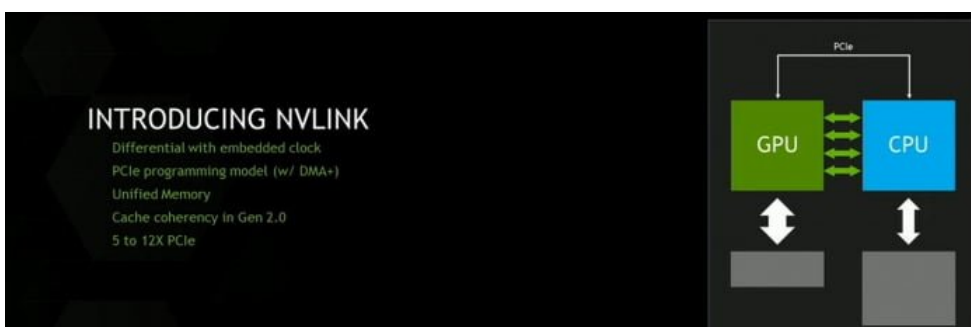 INTRODUCING NVLINK
Differential with embedded clock
PCIe programming model (w/ DMA+)
Unified Memory
Cache coherency in Gen 2.0
5 to 12X PCIe
PCIe
GPU
CPU